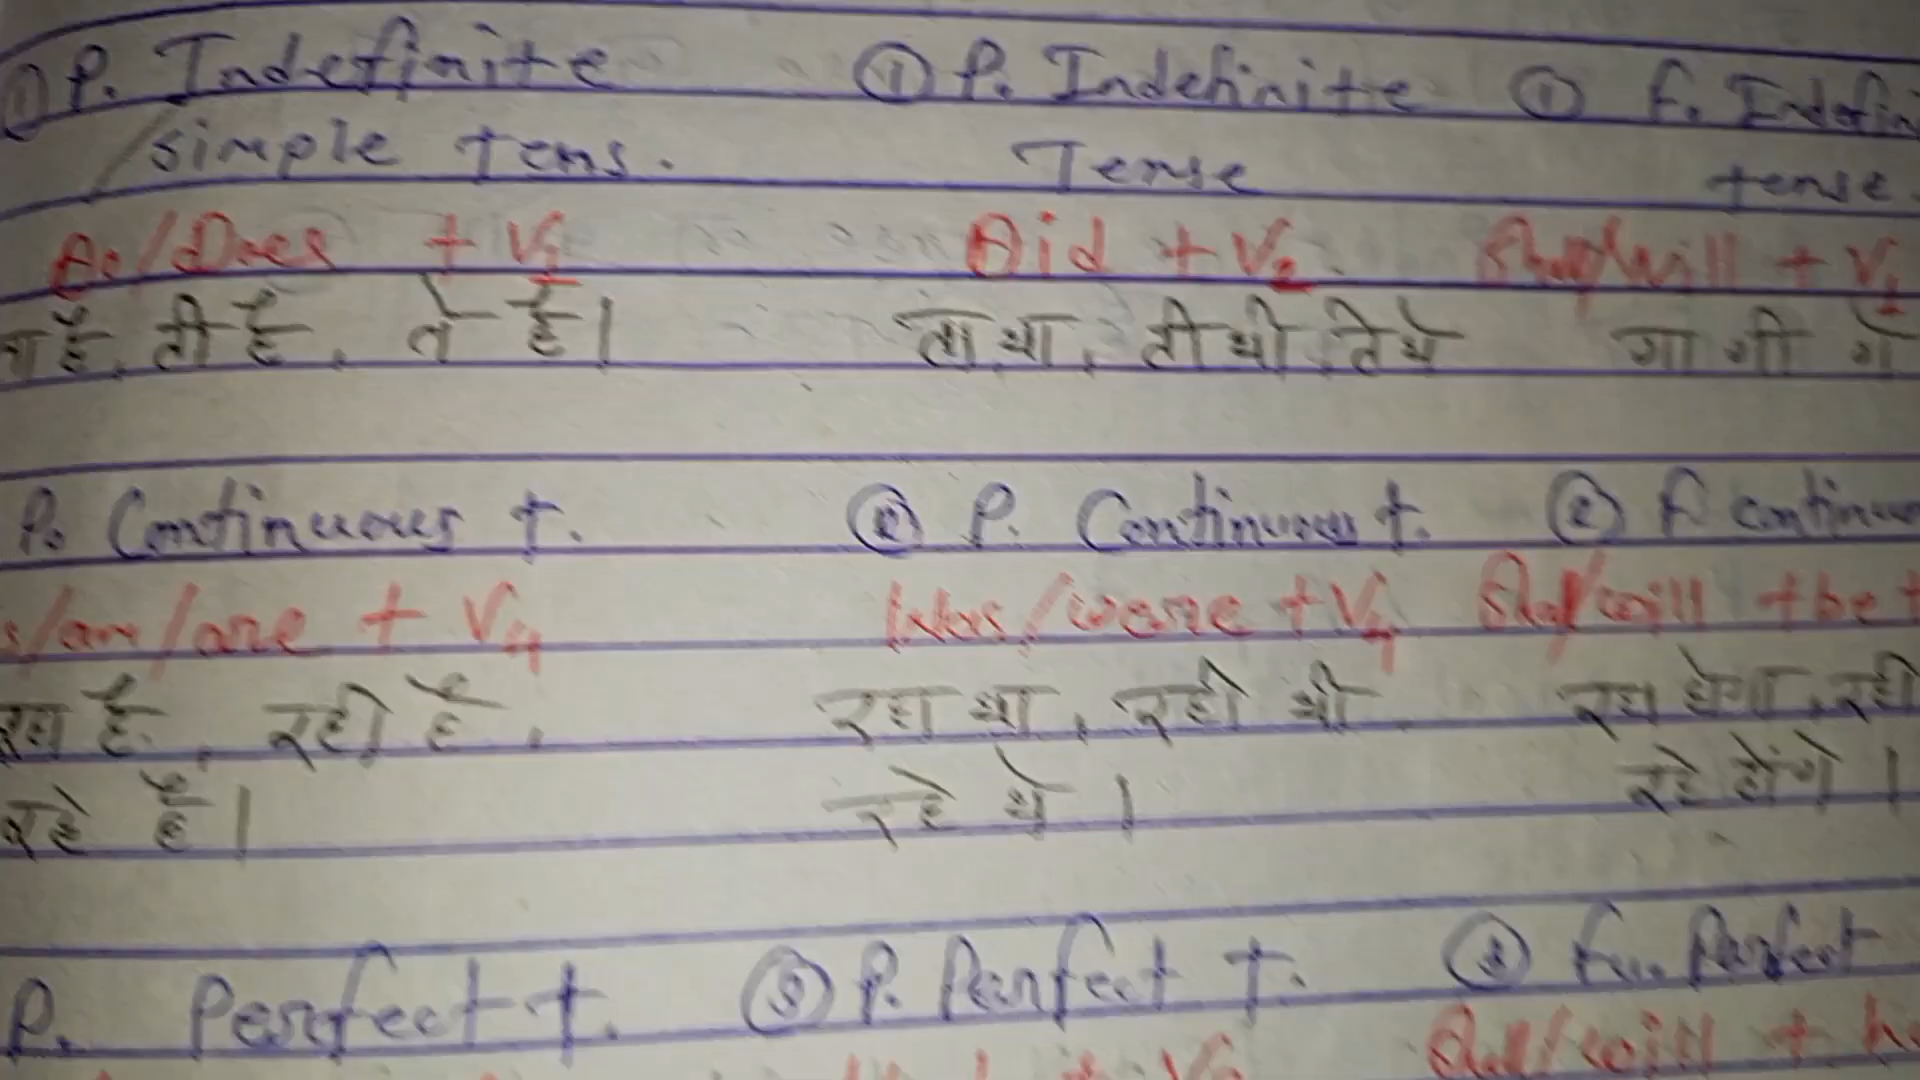 ① P. Indefinite ① P. Indefinite ① F. Indefin
simple tens. Tense tense.
Do/Does + V1 Did + V2. Shall/will + V1
है, ती है, ते है। ता था, ती थी, ते थे गा गी गे
P. Continuous t. ② P. Continuous t. ② F continuou
/am/are + V4 Was/were + V4 Shall/will + be +
रहा है, रही है, रहा था, रही थी रहा होगा, रही
रहे हैं। रहे थे। रहे होंगे।
P. Perfect t. ③ P. Perfect T. ③ Fu. Perfect
Shall/will + h